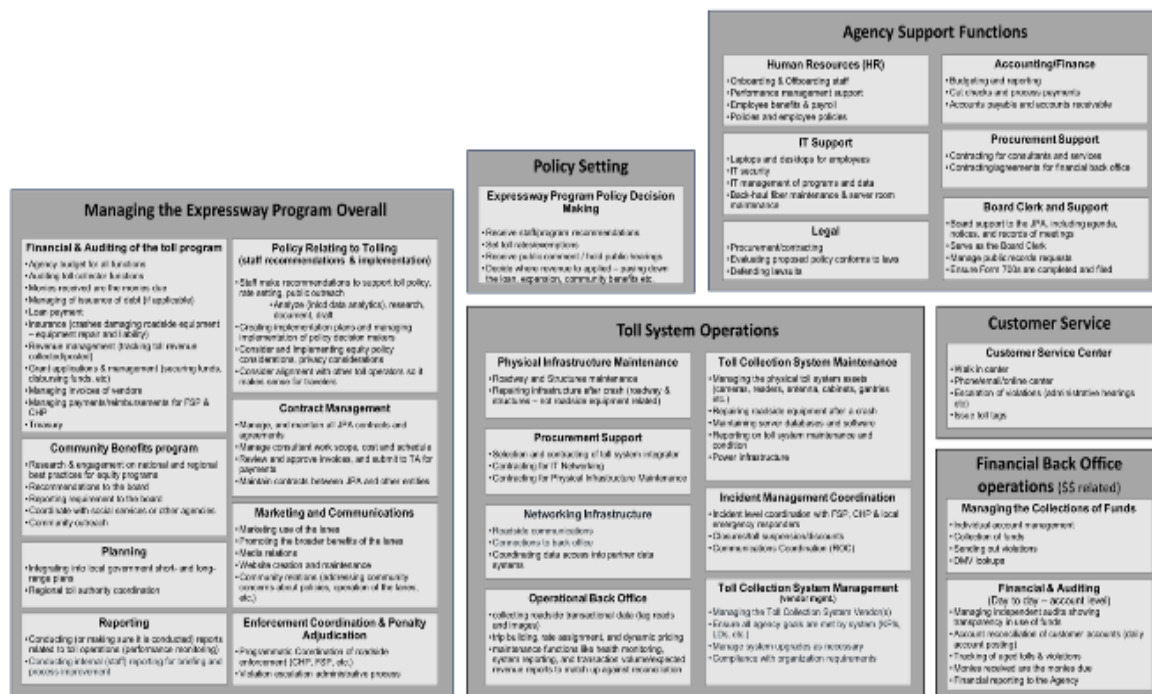 Agency Support Functions
Human Resources (HR)
•Onboarding & Offboarding staff
•Performance management support
•Employee benefits & payroll
•Policies and employee policies
IT Support
•Laptops and desktops for employees
•IT security
•IT management of programs and data
•Back-haul fiber maintenance & server room
maintenance
Legal
•Procurement/contracting
•Evaluating proposed policy conforms to laws
•Defending lawsuits
Accounting/Finance
•Budgeting and reporting
•Cut checks and process payments
•Accounts payable and accounts receivable
Procurement Support
•Contracting for consultants and services
•Contracting/agreements for financial back office
Board Clerk and Support
•Board support to the JPA, including agenda,
notices, and records of meetings
•Serve as the Board Clerk
•Manage public records requests
•Ensure Form 700s are completed and filed
Policy Setting
Expressway Program Policy Decision
Making
•Receive staff/program recommendations
•Set toll rates/exemptions
•Receive public comment / hold public hearings
•Decide where revenue to applied – paying down
the loan, expansion, community benefits etc.
Managing the Expressway Program Overall
Financial & Auditing of the toll program
•Agency budget for all functions
•Auditing toll collector functions
•Monies received are the monies due
•Managing of issuance of debt (if applicable)
•Loan payment
•Insurance (crashes damaging roadside equipment
– equipment repair and liability)
•Revenue management (tracking toll revenue
collected/posted)
•Grant applications & management (securing funds,
disbursing funds, etc)
•Managing invoices of vendors
•Managing payments/reimbursements for FSP &
CHP
•Treasury
Community Benefits program
•Research & engagement on national and regional
best practices for equity programs
•Recommendations to the board
•Reporting requirement to the board
•Coordinate with social services or other agencies
•Community outreach
Planning
•Integrating into local government short- and long-
range plans
•Regional toll authority coordination
Reporting
•Conducting (or making sure it is conducted) reports
related to toll operations (performance monitoring)
•Conducting internal (staff) reporting for briefing and
process improvement
Policy Relating to Tolling
(staff recommendations & implementation)
•Staff make recommendations to support toll policy,
rate setting, public outreach
•Analyze (inlcd data analytics), research,
document, draft
•Creating implementation plans and managing
implementation of policy decision makers
•Consider and implementing equity policy
considerations, privacy considerations
•Consider alignment with other toll operators so it
makes sense for travelers.
Contract Management
•Manage, and maintain all JPA contracts and
agreements
•Manage consultant work scope, cost and schedule
•Review and approve invoices, and submit to TA for
payments
•Maintain contracts between JPA and other entities
Marketing and Communications
•Marketing use of the lanes
•Promoting the broader benefits of the lanes
•Media relations
•Website creation and maintenance
•Community relations (addressing community
concerns about policies, operation of the lanes,
etc.)
Enforcement Coordination & Penalty
Adjudication
•Programmatic Coordination of roadside
enforcement (CHP, FSP, etc.)
•Violation escalation administrative process
Toll System Operations
Physical Infrastructure Maintenance
•Roadway and Structures maintenance
•Repairing infrastructure after crash (roadway &
structures – not roadside equipment related)
Procurement Support
•Selection and contracting of toll system integrator
•Contracting for IT Networking
•Contracting for Physical Infrastructure Maintenance
Networking Infrastructure
•Roadside communications
•Connections to back office
•Coordinating data access into partner data
systems
Operational Back Office
•collecting roadside transactional data (tag reads
and images)
•trip building, rate assignment, and dynamic pricing
•maintenance functions like health monitoring,
system reporting, and transaction volume/expected
revenue reports to match up against reconciliation
Toll Collection System Maintenance
•Managing the physical toll system assets
(cameras, readers, antenna, cabinets, gantries
etc.)
•Repairing roadside equipment after a crash
•Maintaining server databases and software
•Reporting on toll system maintenance and
condition
•Power infrastructure
Incident Management Coordination
•Incident level coordination with FSP, CHP & local
emergency responders
•Closures/toll suspension/discounts
•Communications Coordination (ROC)
Toll Collection System Management
(vendor mgmt.)
•Managing the Toll Collection System Vendor(s)
•Ensure all agency goals are met by system (KPIs,
LDs, etc.)
•Manage system upgrades as necessary
•Compliance with organization requirements
Customer Service
Customer Service Center
•Walk in center
•Phone/email/online center
•Escalation of violations (administrative hearings
etc)
•Issue toll tags
Financial Back Office
operations ($$ related)
Managing the Collections of Funds
•Individual account management
•Collection of funds
•Sending out violations
•DMV lookups
Financial & Auditing
(Day to day – account level)
•Managing independent audits showing
transparency in use of funds
•Account reconciliation of customer accounts (daily
account posting)
•Tracking of aged tolls & violations
•Monies received are the monies due
•Financial reporting to the Agency